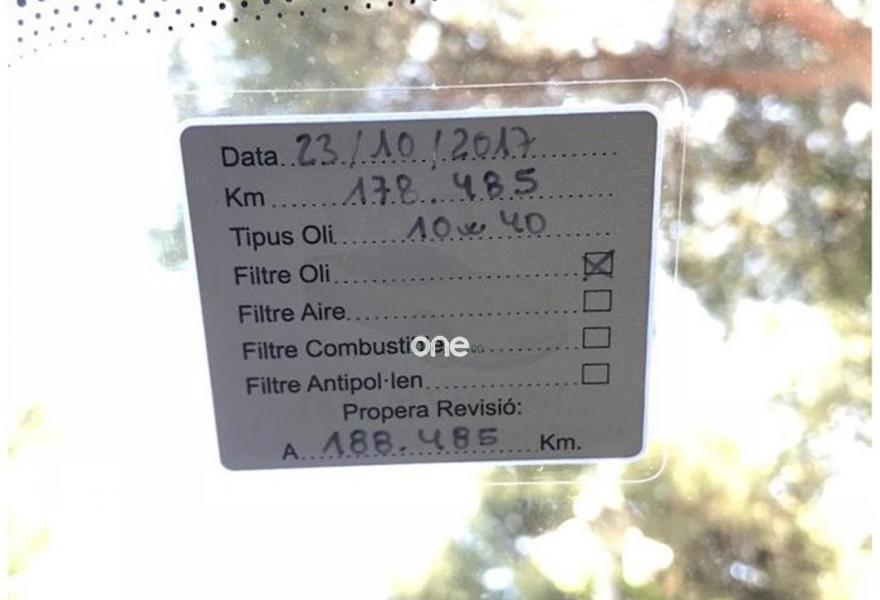 Data..23/10/2017......
Km.......178.485......
Tipus Oli......10w40......
Filtre Oli.............................☒
Filtre Aire............................☐
Filtre Combustible.................☐
one
Filtre Antipol·len...................☐
Propera Revisió:
A...188.485......Km.